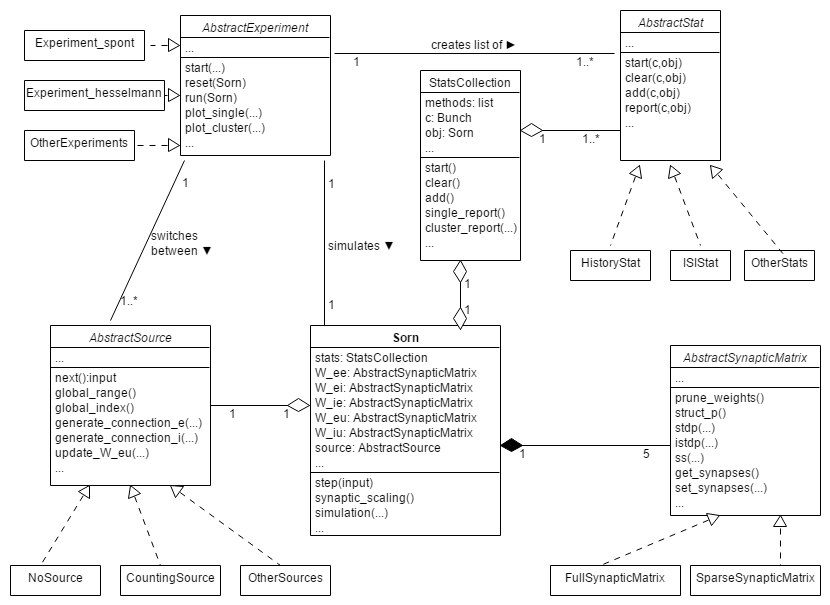 Experiment_spont
Experiment_hesselmann
OtherExperiments
AbstractExperiment
...
start(...)
reset(Sorn)
run(Sorn)
plot_single(...)
plot_cluster(...)
...
creates list of ►
1
1..*
AbstractStat
...
start(c,obj)
clear(c,obj)
add(c,obj)
report(c,obj)
...
StatsCollection
methods: list
c: Bunch
obj: Sorn
...
start()
clear()
add()
single_report()
cluster_report(...)
...
1
1..*
HistoryStat
ISIStat
OtherStats
1
switches
between ▼
1..*
1
simulates ▼
1
1
1
AbstractSource
...
next():input
global_range()
global_index()
generate_connection_e(...)
generate_connection_i(...)
update_W_eu(...)
...
1
1
Sorn
stats: StatsCollection
W_ee: AbstractSynapticMatrix
W_ei: AbstractSynapticMatrix
W_ie: AbstractSynapticMatrix
W_eu: AbstractSynapticMatrix
W_iu: AbstractSynapticMatrix
source: AbstractSource
...
step(input)
synaptic_scaling()
simulation(...)
...
1
5
AbstractSynapticMatrix
...
prune_weights()
struct_p()
stdp(...)
istdp(...)
ss(...)
get_synapses()
set_synapses(...)
...
NoSource
CountingSource
OtherSources
FullSynapticMatrix
SparseSynapticMatrix